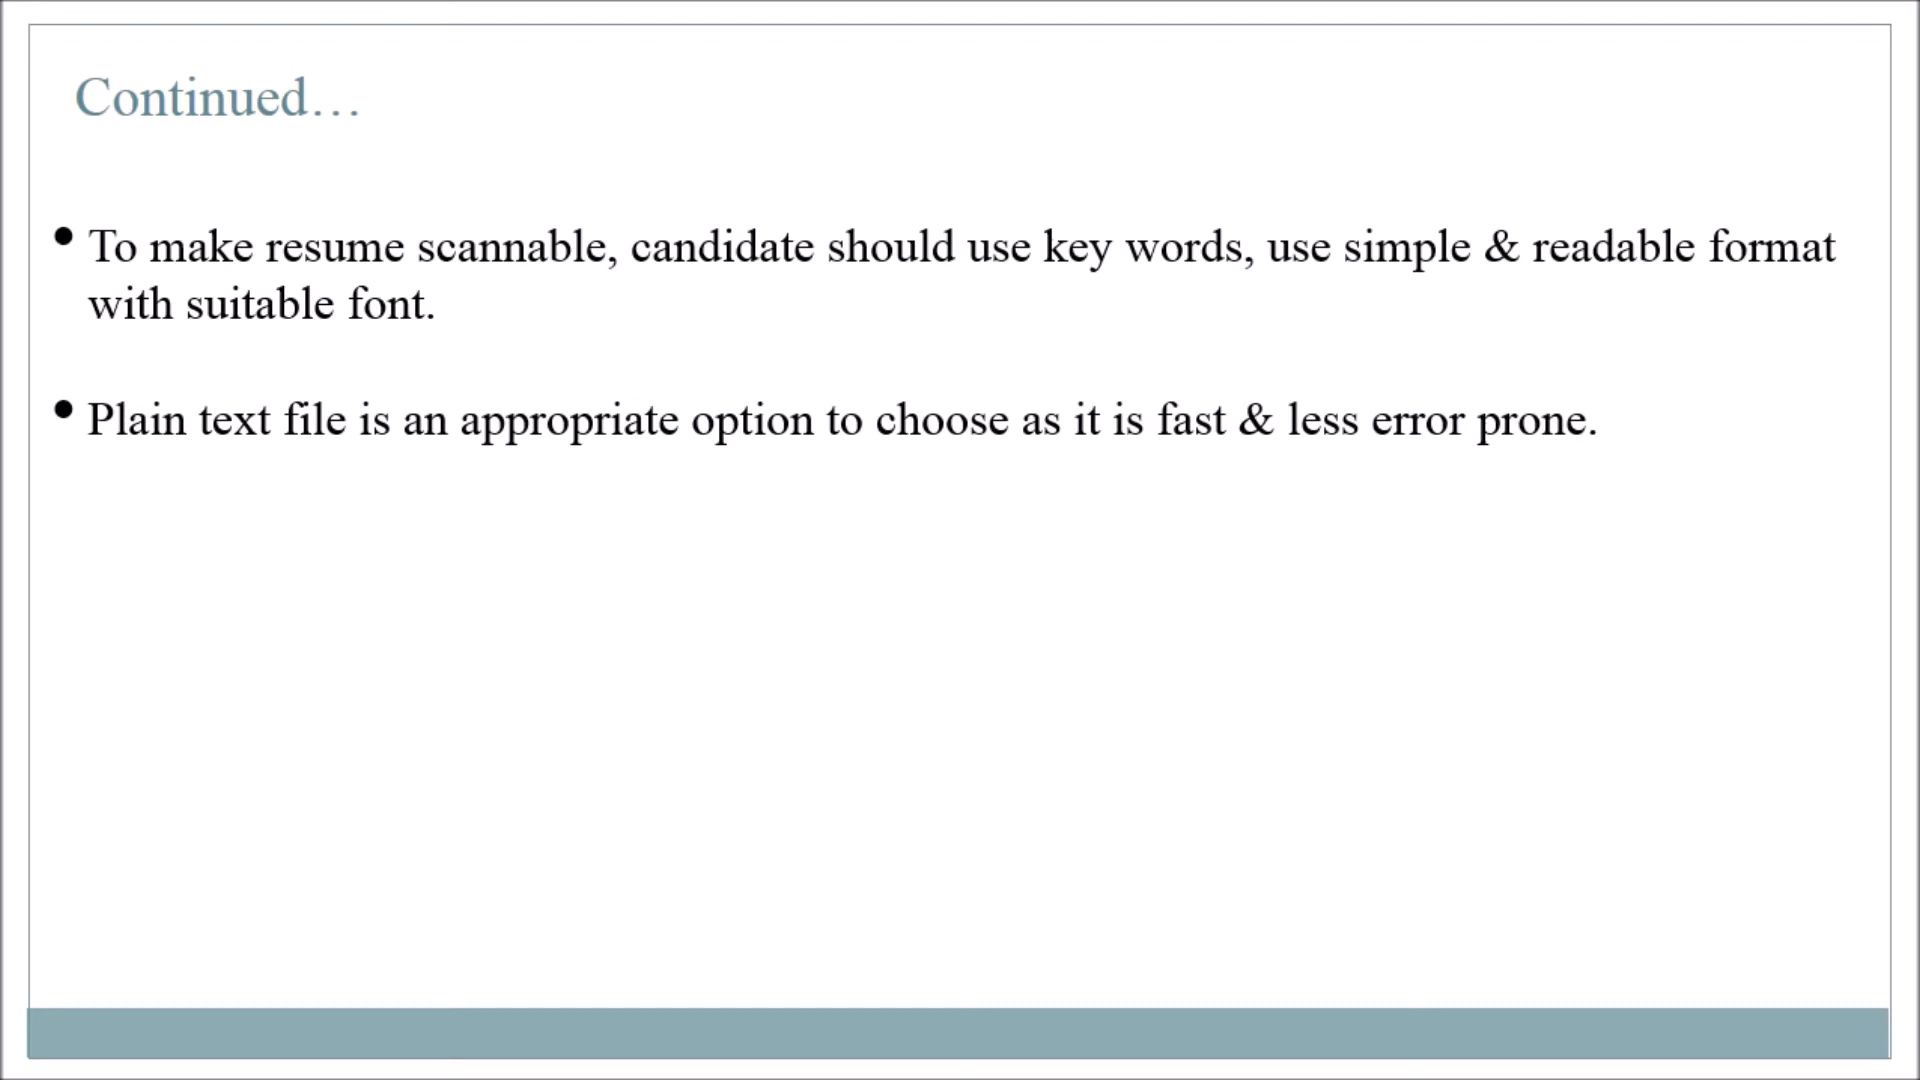 Continued…
• To make resume scannable, candidate should use key words, use simple & readable format
with suitable font.
• Plain text file is an appropriate option to choose as it is fast & less error prone.